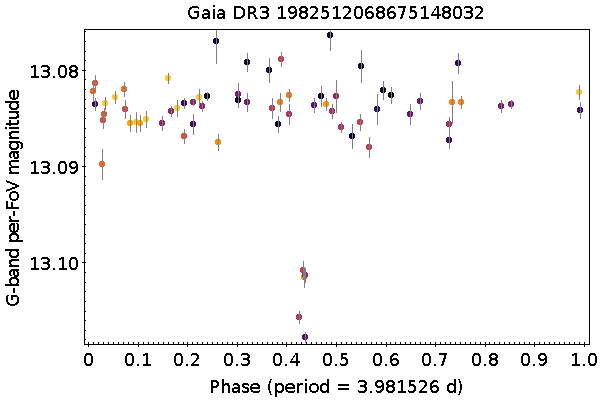 Gaia DR3 1982512068675148032
G-band per-FoV magnitude
13.08
13.09
13.10
0 0.1 0.2 0.3 0.4 0.5 0.6 0.7 0.8 0.9 1.0
Phase (period = 3.981526 d)